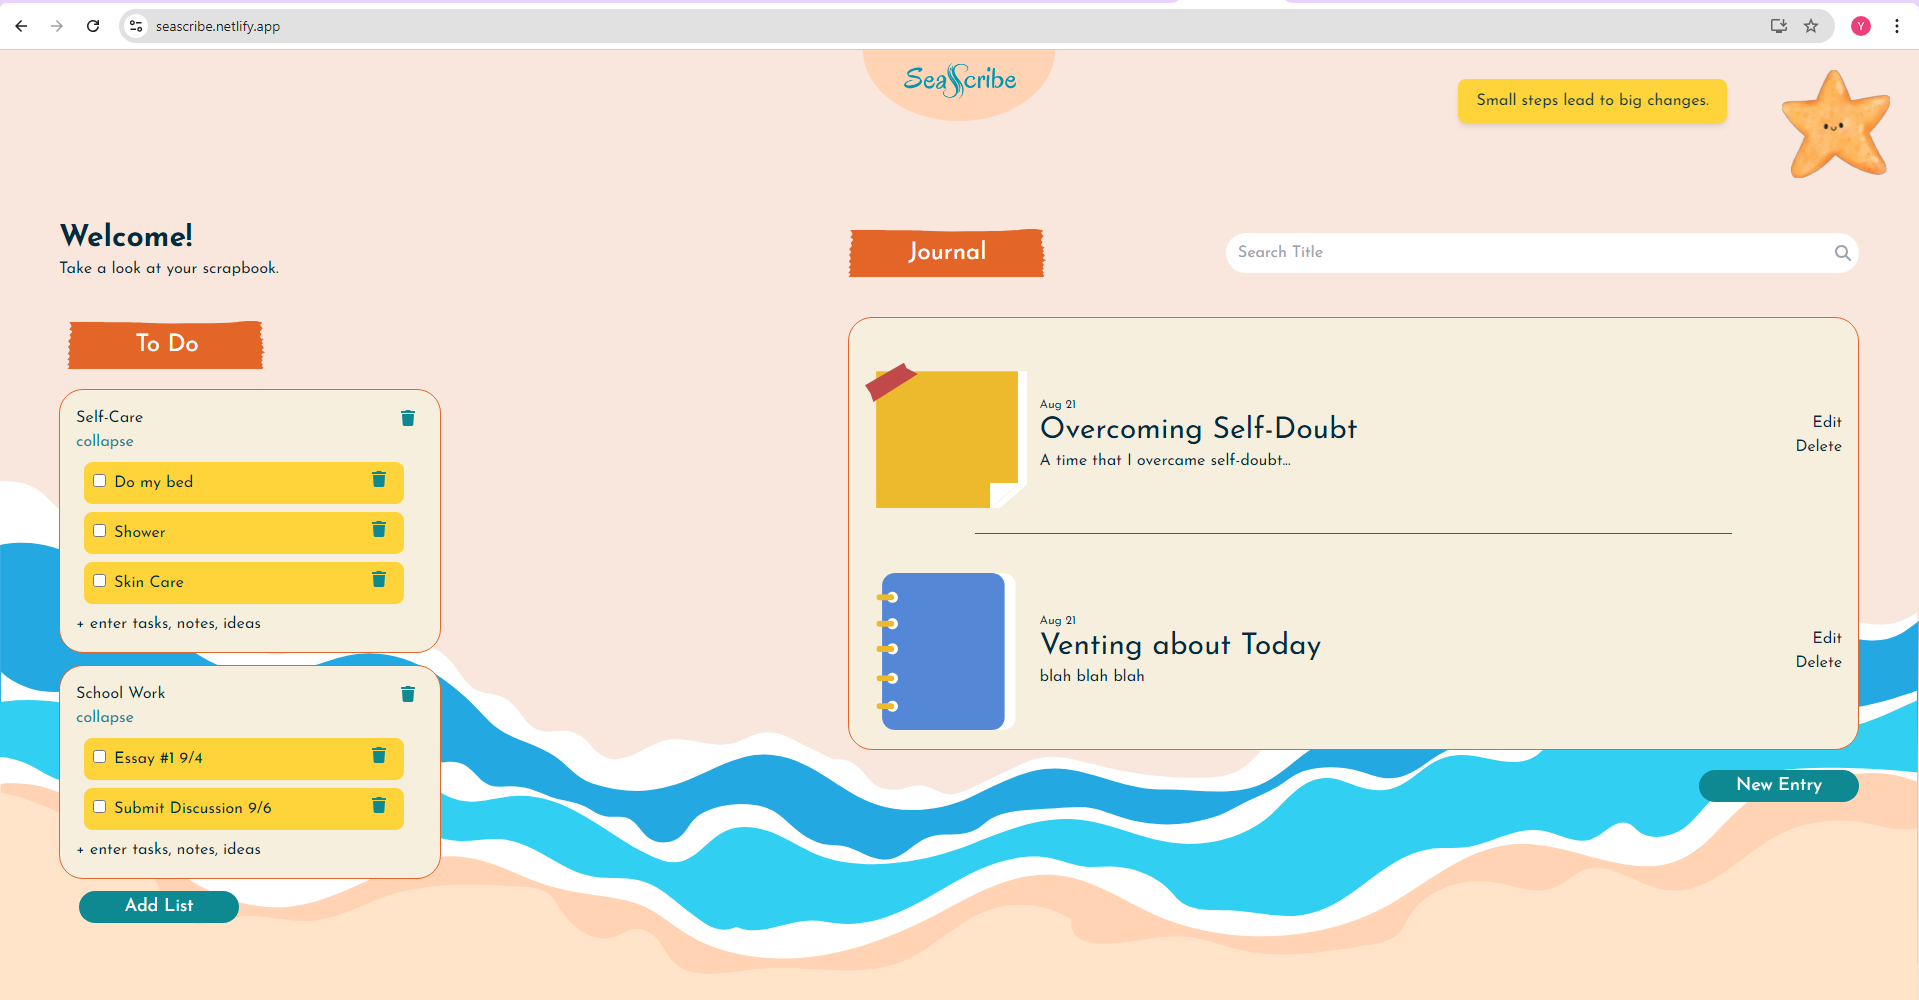 seascribe.netlify.app
Y
SeaScribe
Small steps lead to big changes.
Welcome!
Take a look at your scrapbook.
To Do
Self-Care
collapse
Do my bed
Shower
Skin Care
+ enter tasks, notes, ideas
School Work
collapse
Essay #1 9/4
Submit Discussion 9/6
+ enter tasks, notes, ideas
Add List
Journal
Search Title
Aug 21
Overcoming Self-Doubt
A time that I overcame self-doubt...
Edit
Delete
Aug 21
Venting about Today
blah blah blah
Edit
Delete
New Entry